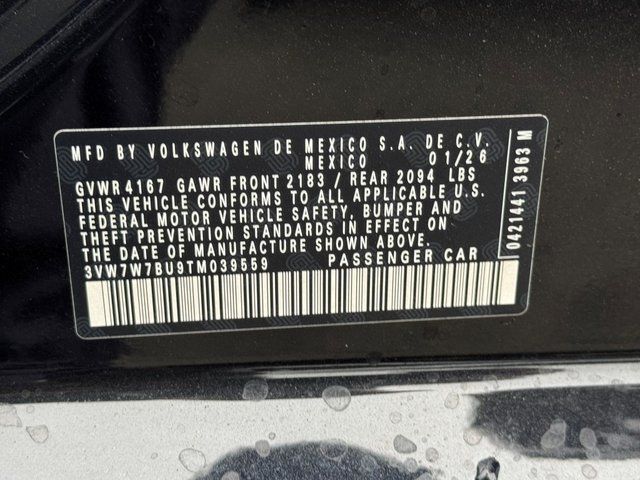 MFD BY VOLKSWAGEN DE MEXICO S.A. DE C.V.
MEXICO 01/26
GVWR 4167 GAWR FRONT 2183 / REAR 2094 LBS
THIS VEHICLE CONFORMS TO ALL APPLICABLE U.S.
FEDERAL MOTOR VEHICLE SAFETY, BUMPER AND
THEFT PREVENTION STANDARDS IN EFFECT ON
THE DATE OF MANUFACTURE SHOWN ABOVE.
3VW7W7BU9TM039559 PASSENGER CAR
0421441 3963 M